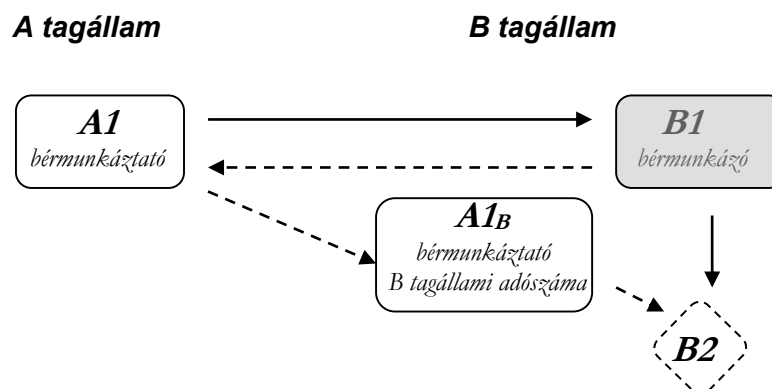 A tagállam
B tagállam
A1
bérmunkáztató
B1
bérmunkázó
A1B
bérmunkáztató
B tagállami adószáma
B2